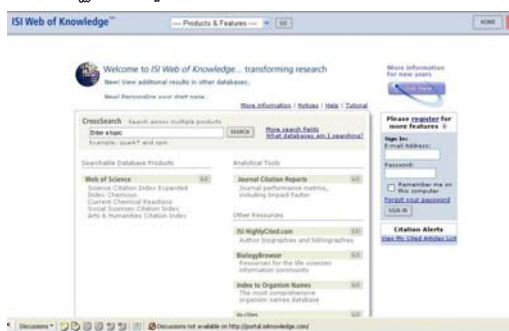 ISI Web of Knowledge℠
---- Products & Features ---- GO
HOME
Welcome to ISI Web of Knowledge... transforming research
New! View additional results in other databases.
New! Personalize your start page.
More information | Notices | Help | Tutorial
CrossSearch Search across multiple products
Enter a topic SEARCH More search fields
What databases am I searching?
Example: quark* and spin
Searchable Database Products
Web of Science GO
Science Citation Index Expanded
Index Chemicus
Current Chemical Reactions
Social Sciences Citation Index
Arts & Humanities Citation Index
Analytical Tools
Journal Citation Reports GO
Journal performance metrics,
including Impact Factor
Other Resources
ISI HighlyCited.com GO
Author biographies and bibliographies
BiologyBrowser GO
Resources for the life sciences
information community
Index to Organism Names GO
The most comprehensive
organism names database
GO
More information
for new users
click here
Please register for
more features
Sign In:
E-mail Address:
Password:
Remember me on
this computer
Forgot your password
SIGN IN
Citation Alerts
View My Cited Articles List
Discussions Discussions not available on http://portal.isiknowledge.com/